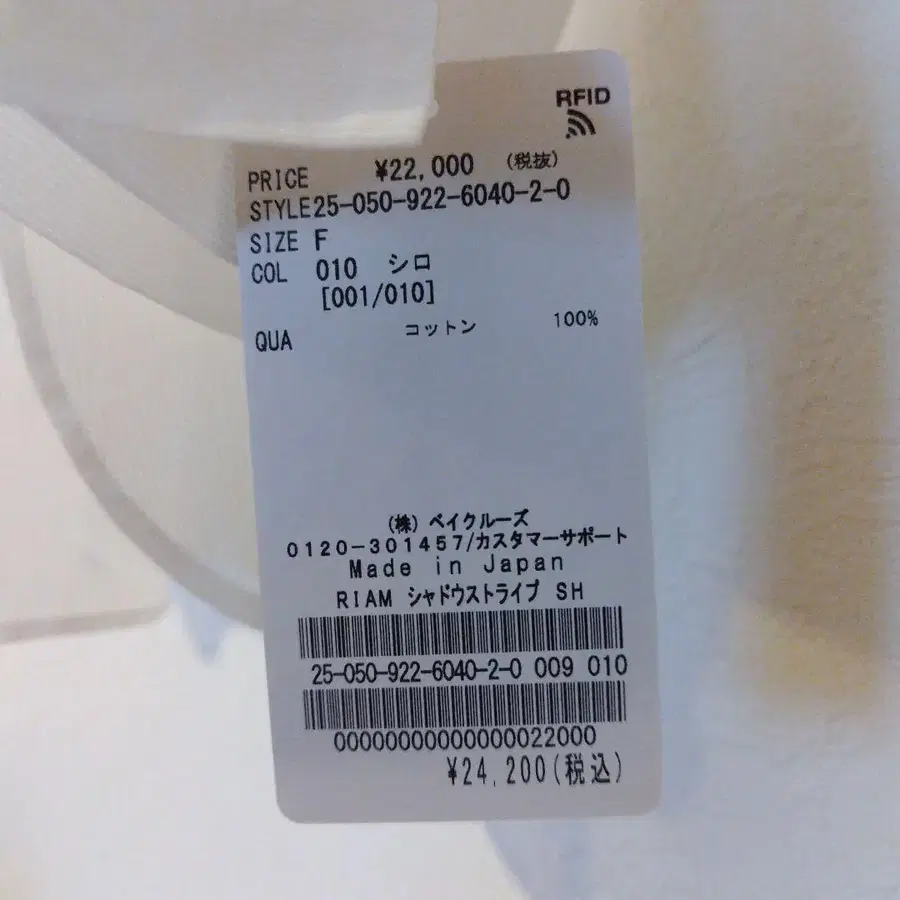 RFID
PRICE ¥22,000 (税抜)
STYLE25-050-922-6040-2-0
SIZE F
COL 010 シロ
[001/010]
QUA コットン 100%
(株) ベイクルーズ
0120-301457/カスタマーサポート
Made in Japan
RIAM シャドウストライプ SH
25-050-922-6040-2-0 009 010
00000000000000022000
¥24,200(税込)